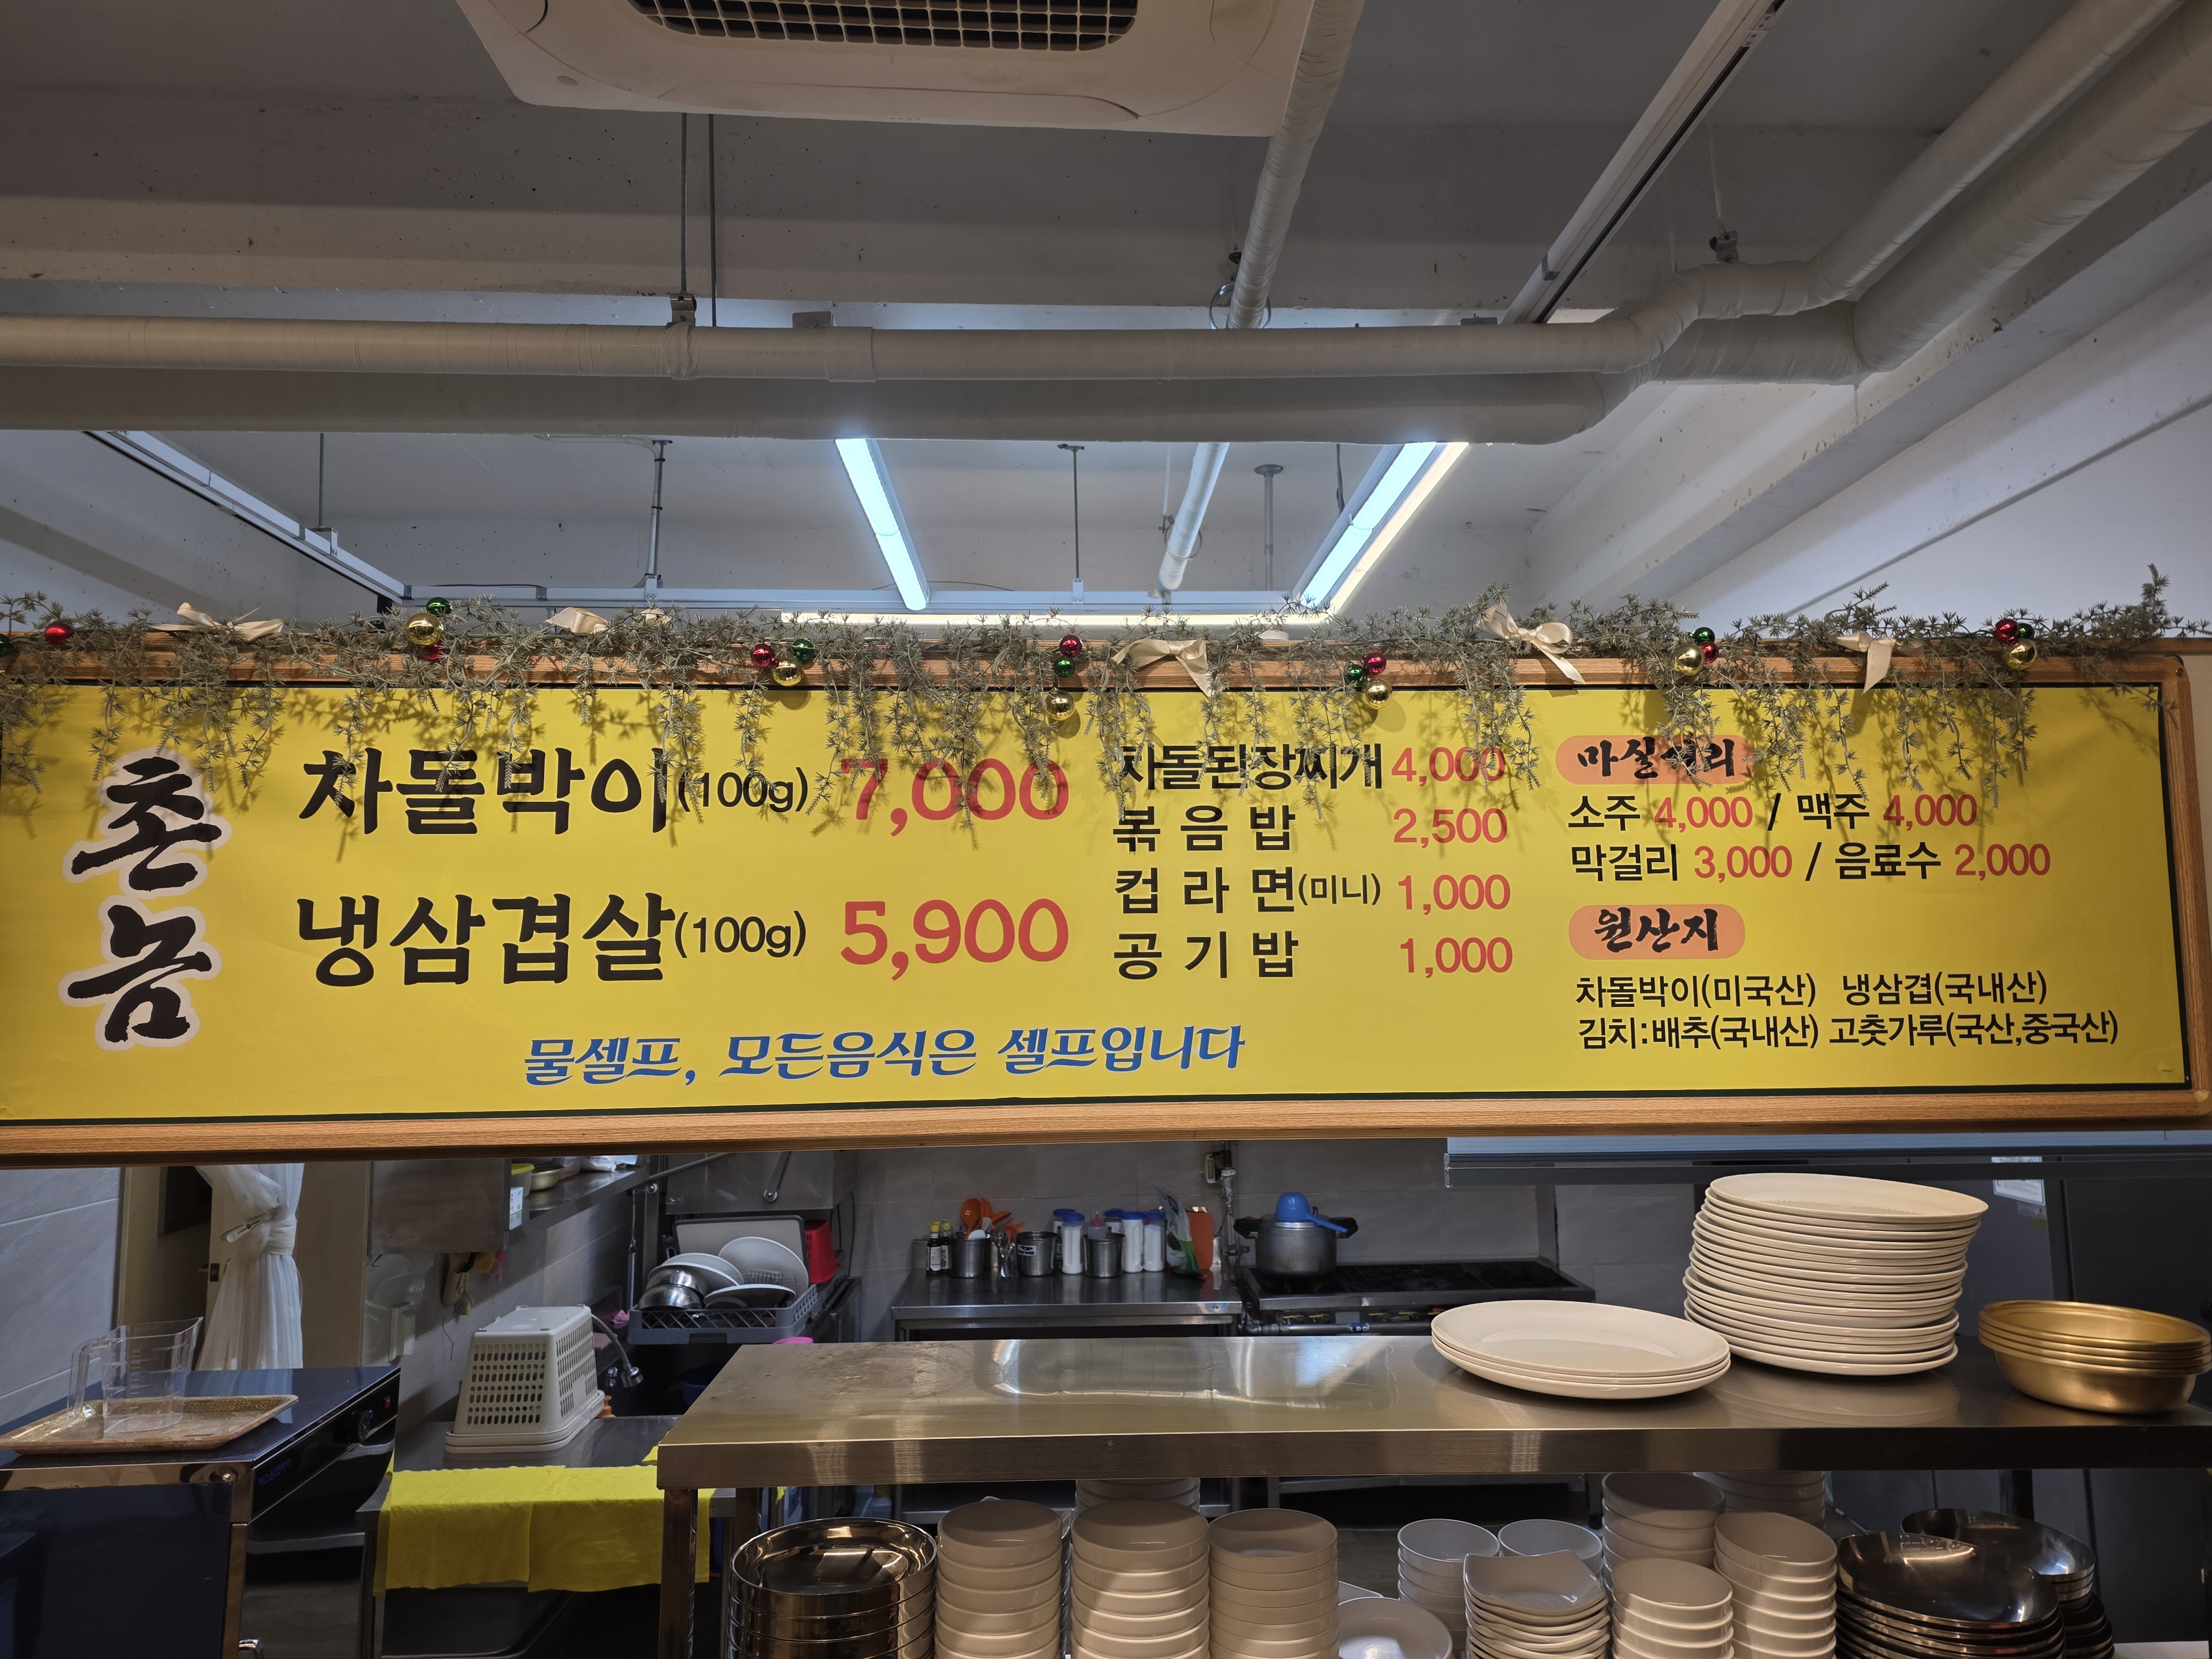 촌놈
차돌박이(100g) 7,000
냉삼겹살(100g) 5,900
물셀프, 모든음식은 셀프입니다
차돌된장찌개 4,000
볶음밥 2,500
컵라면(미니) 1,000
공기밥 1,000
마실거리
소주 4,000 / 맥주 4,000
막걸리 3,000 / 음료수 2,000
원산지
차돌박이(미국산) 냉삼겹(국내산)
김치:배추(국내산) 고춧가루(국산,중국산)